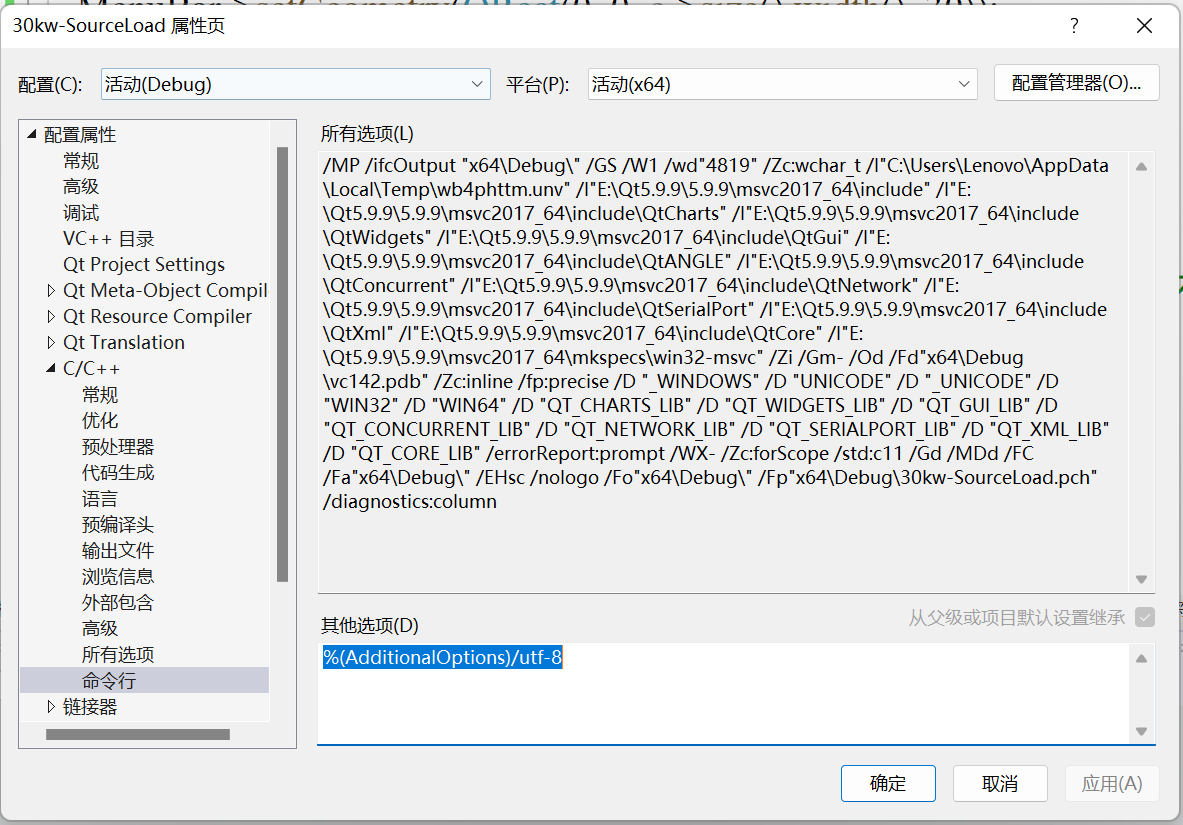 30kw-SourceLoad 属性页
?
配置(C):
活动(Debug)
平台(P):
活动(x64)
配置管理器(O)...
配置属性
常规
高级
调试
VC++ 目录
Qt Project Settings
Qt Meta-Object Compil
Qt Resource Compiler
Qt Translation
C/C++
常规
优化
预处理器
代码生成
语言
预编译头
输出文件
浏览信息
外部包含
高级
所有选项
命令行
链接器
所有选项(L)
/MP /ifcOutput "x64\Debug\" /GS /W1 /wd"4819" /Zc:wchar_t /I"C:\Users\Lenovo\AppData
\Local\Temp\wb4phttm.unv" /I"E:\Qt5.9.9\5.9.9\msvc2017_64\include" /I"E:
\Qt5.9.9\5.9.9\msvc2017_64\include\QtCharts" /I"E:\Qt5.9.9\5.9.9\msvc2017_64\include
\QtWidgets" /I"E:\Qt5.9.9\5.9.9\msvc2017_64\include\QtGui" /I"E:
\Qt5.9.9\5.9.9\msvc2017_64\include\QtANGLE" /I"E:\Qt5.9.9\5.9.9\msvc2017_64\include
\QtConcurrent" /I"E:\Qt5.9.9\5.9.9\msvc2017_64\include\QtNetwork" /I"E:
\Qt5.9.9\5.9.9\msvc2017_64\include\QtSerialPort" /I"E:\Qt5.9.9\5.9.9\msvc2017_64\include
\QtXml" /I"E:\Qt5.9.9\5.9.9\msvc2017_64\include\QtCore" /I"E:
\Qt5.9.9\5.9.9\msvc2017_64\mkspecs\win32-msvc" /Zi /Gm- /Od /Fd"x64\Debug
\vc142.pdb" /Zc:inline /fp:precise /D "_WINDOWS" /D "UNICODE" /D "_UNICODE" /D
"WIN32" /D "WIN64" /D "QT_CHARTS_LIB" /D "QT_WIDGETS_LIB" /D "QT_GUI_LIB" /D
"QT_CONCURRENT_LIB" /D "QT_NETWORK_LIB" /D "QT_SERIALPORT_LIB" /D "QT_XML_LIB"
/D "QT_CORE_LIB" /errorReport:prompt /WX- /Zc:forScope /std:c11 /Gd /MDd /FC
/Fa"x64\Debug\" /EHsc /nologo /Fo"x64\Debug\" /Fp"x64\Debug\30kw-SourceLoad.pch"
/diagnostics:column
从父级或项目默认设置继承
其他选项(D)
%(AdditionalOptions)/utf-8
确定
取消
应用(A)